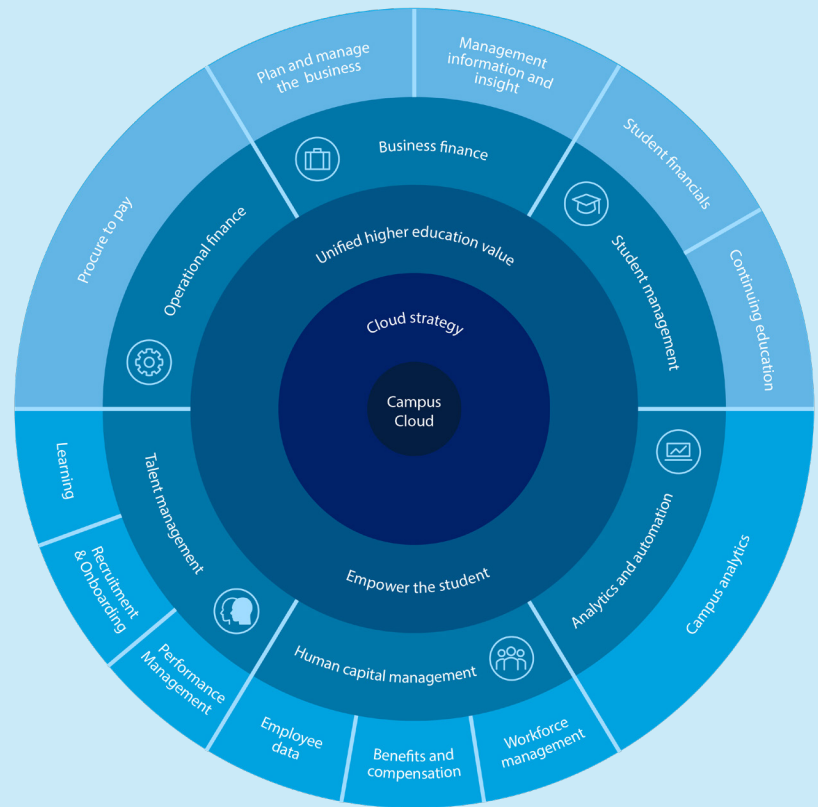 Plan and manage
the business
Management
information and
insight
Student financials
Continuing education
Procure to pay
Business finance
Operational finance
Student management
Unified higher education value
Cloud strategy
Campus
Cloud
Empower the student
Talent management
Human capital management
Analytics and automation
Learning
Recruitment
& Onboarding
Performance
Management
Employee
data
Benefits and
compensation
Workforce
management
Campus analytics